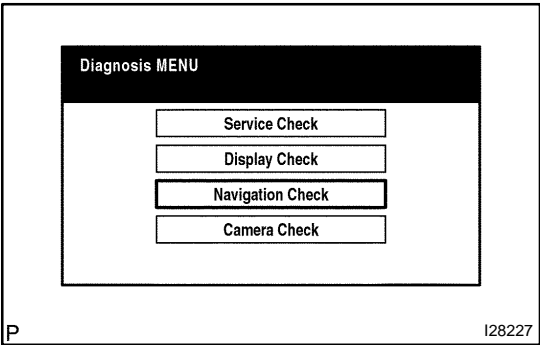 Diagnosis MENU
Service Check
Display Check
Navigation Check
Camera Check
P I28227